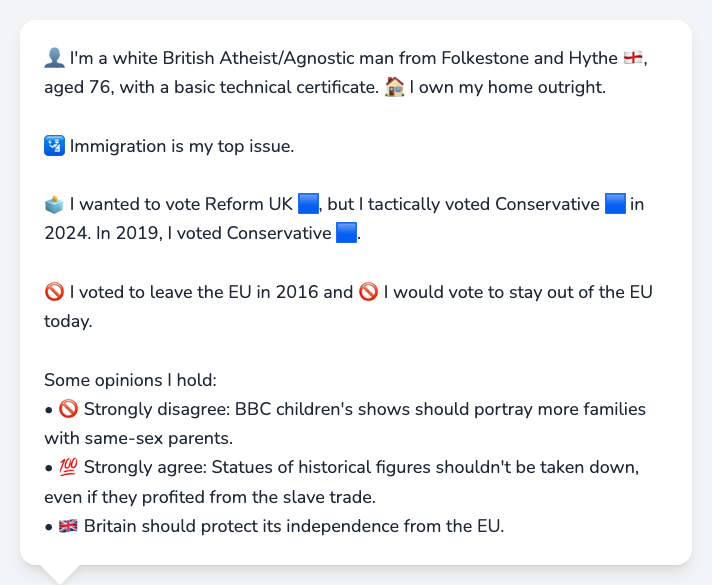 👤 I'm a white British Atheist/Agnostic man from Folkestone and Hythe 🏴󠁧󠁢󠁥󠁮󠁧󠁿,
aged 76, with a basic technical certificate. 🏠 I own my home outright.
🛂 Immigration is my top issue.
🗳️ I wanted to vote Reform UK 🟦, but I tactically voted Conservative 🟦 in
2024. In 2019, I voted Conservative 🟦.
🚫 I voted to leave the EU in 2016 and 🚫 I would vote to stay out of the EU
today.
Some opinions I hold:
• 🚫 Strongly disagree: BBC children's shows should portray more families
with same-sex parents.
• 💯 Strongly agree: Statues of historical figures shouldn't be taken down,
even if they profited from the slave trade.
• 🇬🇧 Britain should protect its independence from the EU.